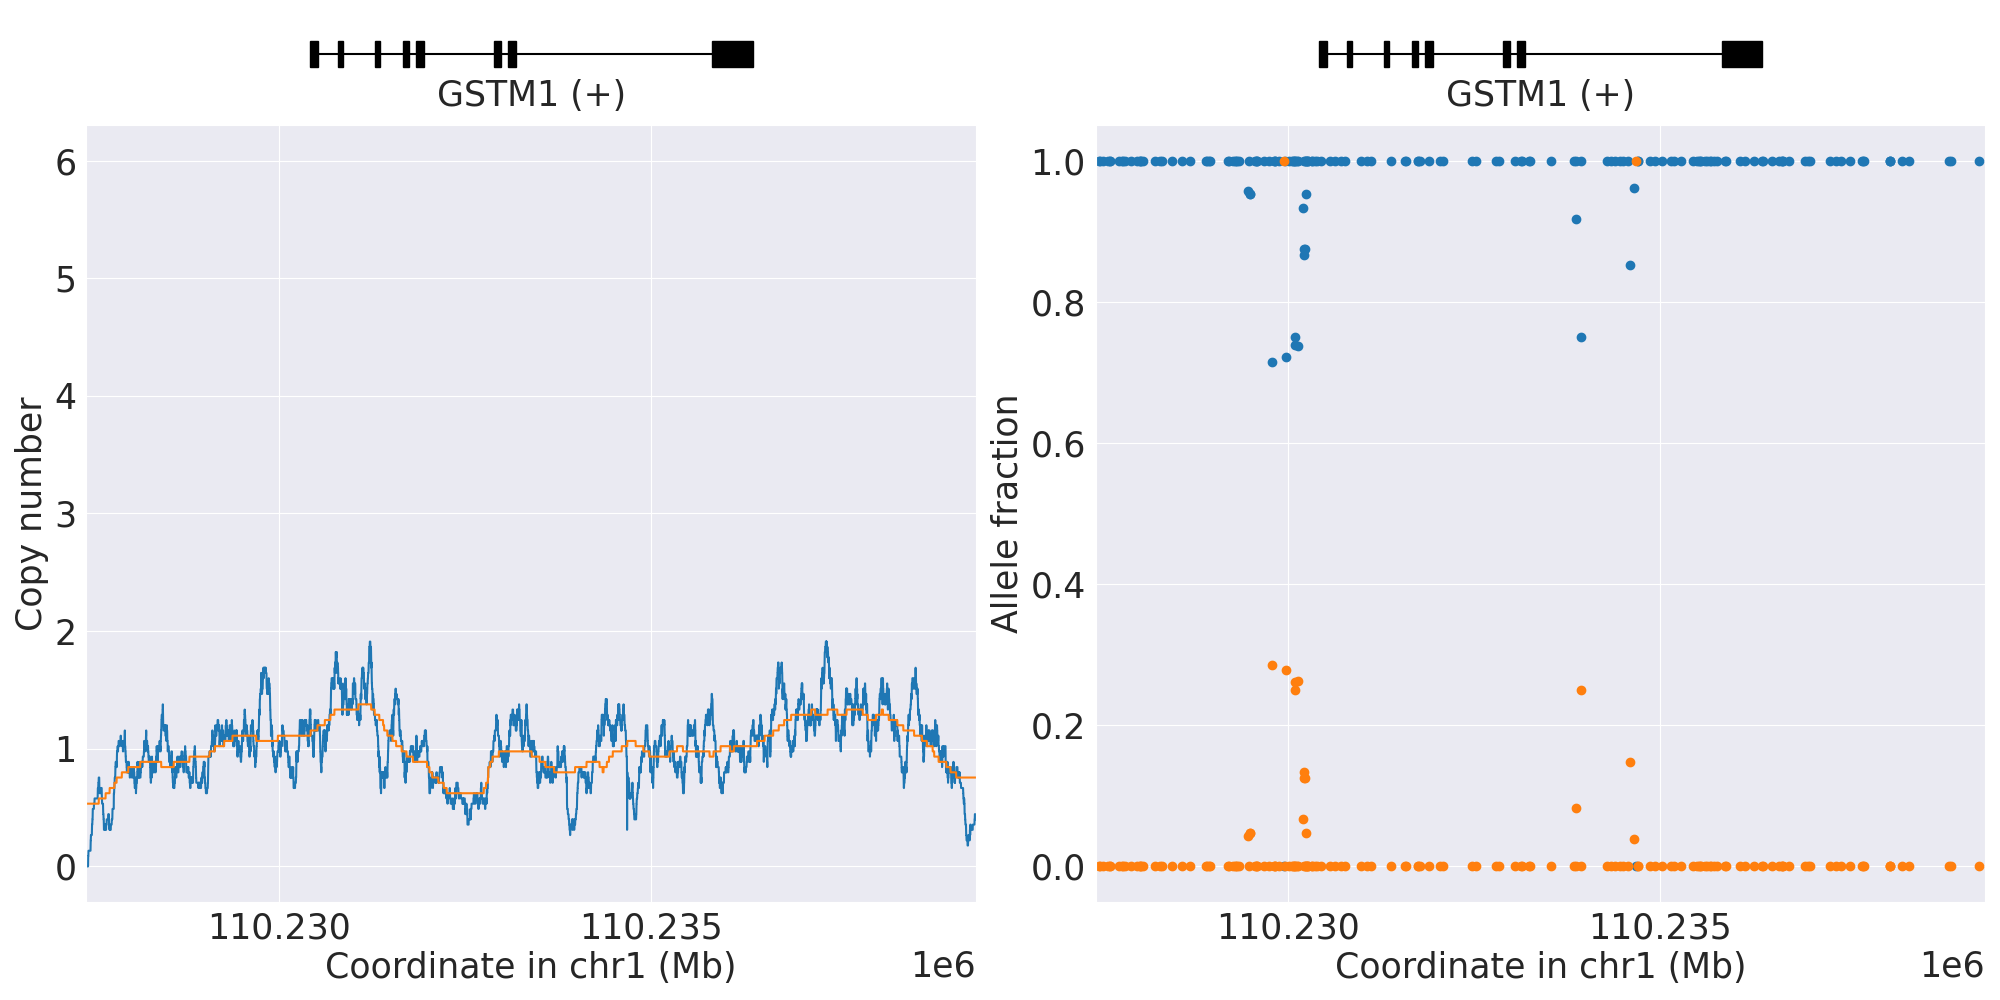 GSTM1 (+)
6
5
4
3
2
1
0
Copy number
110.230
110.235
Coordinate in chr1 (Mb)
1e6
GSTM1 (+)
1.0
0.8
0.6
0.4
0.2
0.0
Allele fraction
110.230
110.235
Coordinate in chr1 (Mb)
1e6